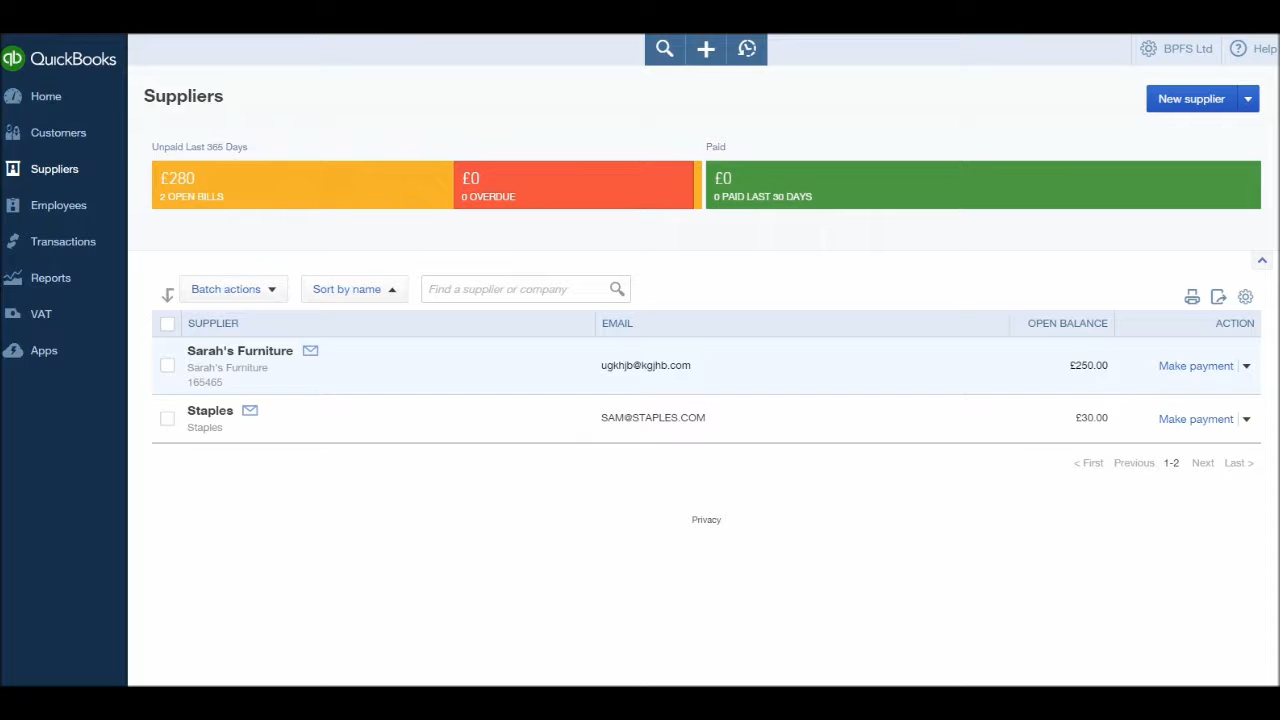 qb QuickBooks
BPFS Ltd
Help
Home
Customers
Suppliers
Employees
Transactions
Reports
VAT
Apps
Suppliers
New supplier
Unpaid Last 365 Days
Paid
£280
2 OPEN BILLS
£0
0 OVERDUE
£0
0 PAID LAST 30 DAYS
Batch actions
Sort by name
Find a supplier or company
SUPPLIER EMAIL OPEN BALANCE ACTION
Sarah's Furniture
Sarah's Furniture
165465
ugkhjb@kgjhb.com
£250.00
Make payment
Staples
Staples
SAM@STAPLES.COM
£30.00
Make payment
< First Previous 1-2 Next Last >
Privacy